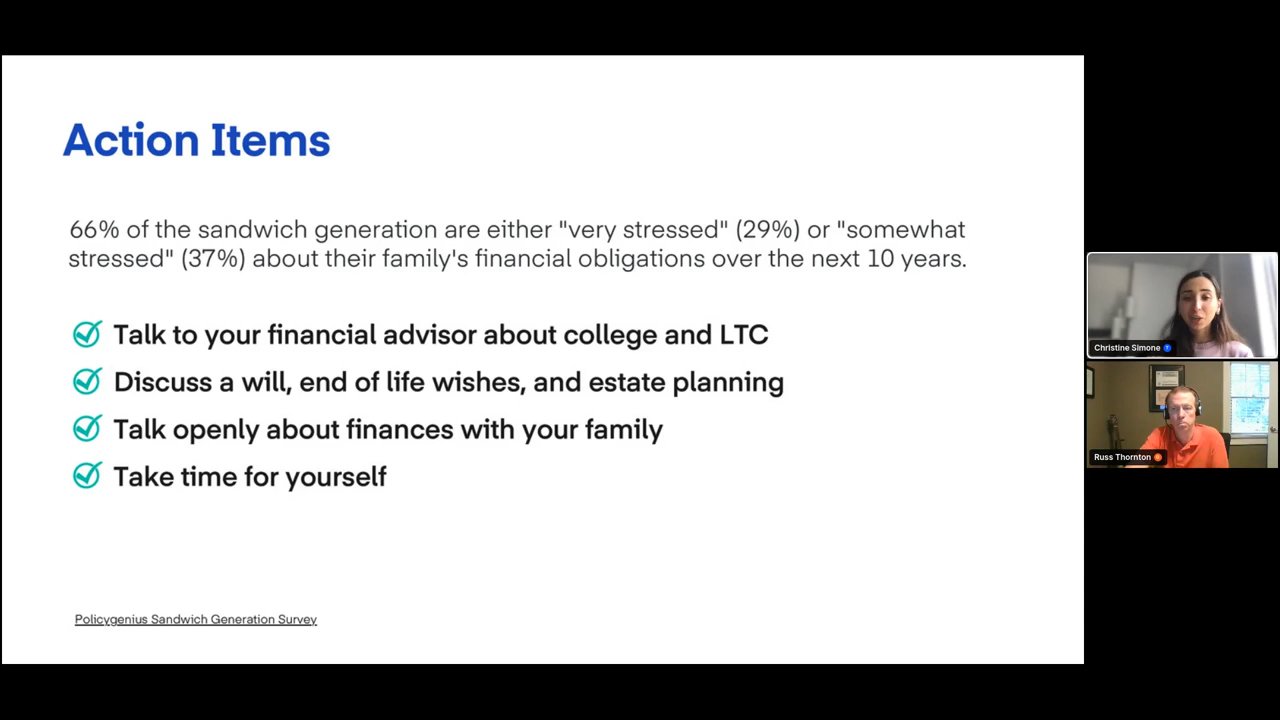 Action Items
66% of the sandwich generation are either "very stressed" (29%) or "somewhat
stressed" (37%) about their family's financial obligations over the next 10 years.
Talk to your financial advisor about college and LTC
Discuss a will, end of life wishes, and estate planning
Talk openly about finances with your family
Take time for yourself
Policygenius Sandwich Generation Survey
Christine Simone
Russ Thornton